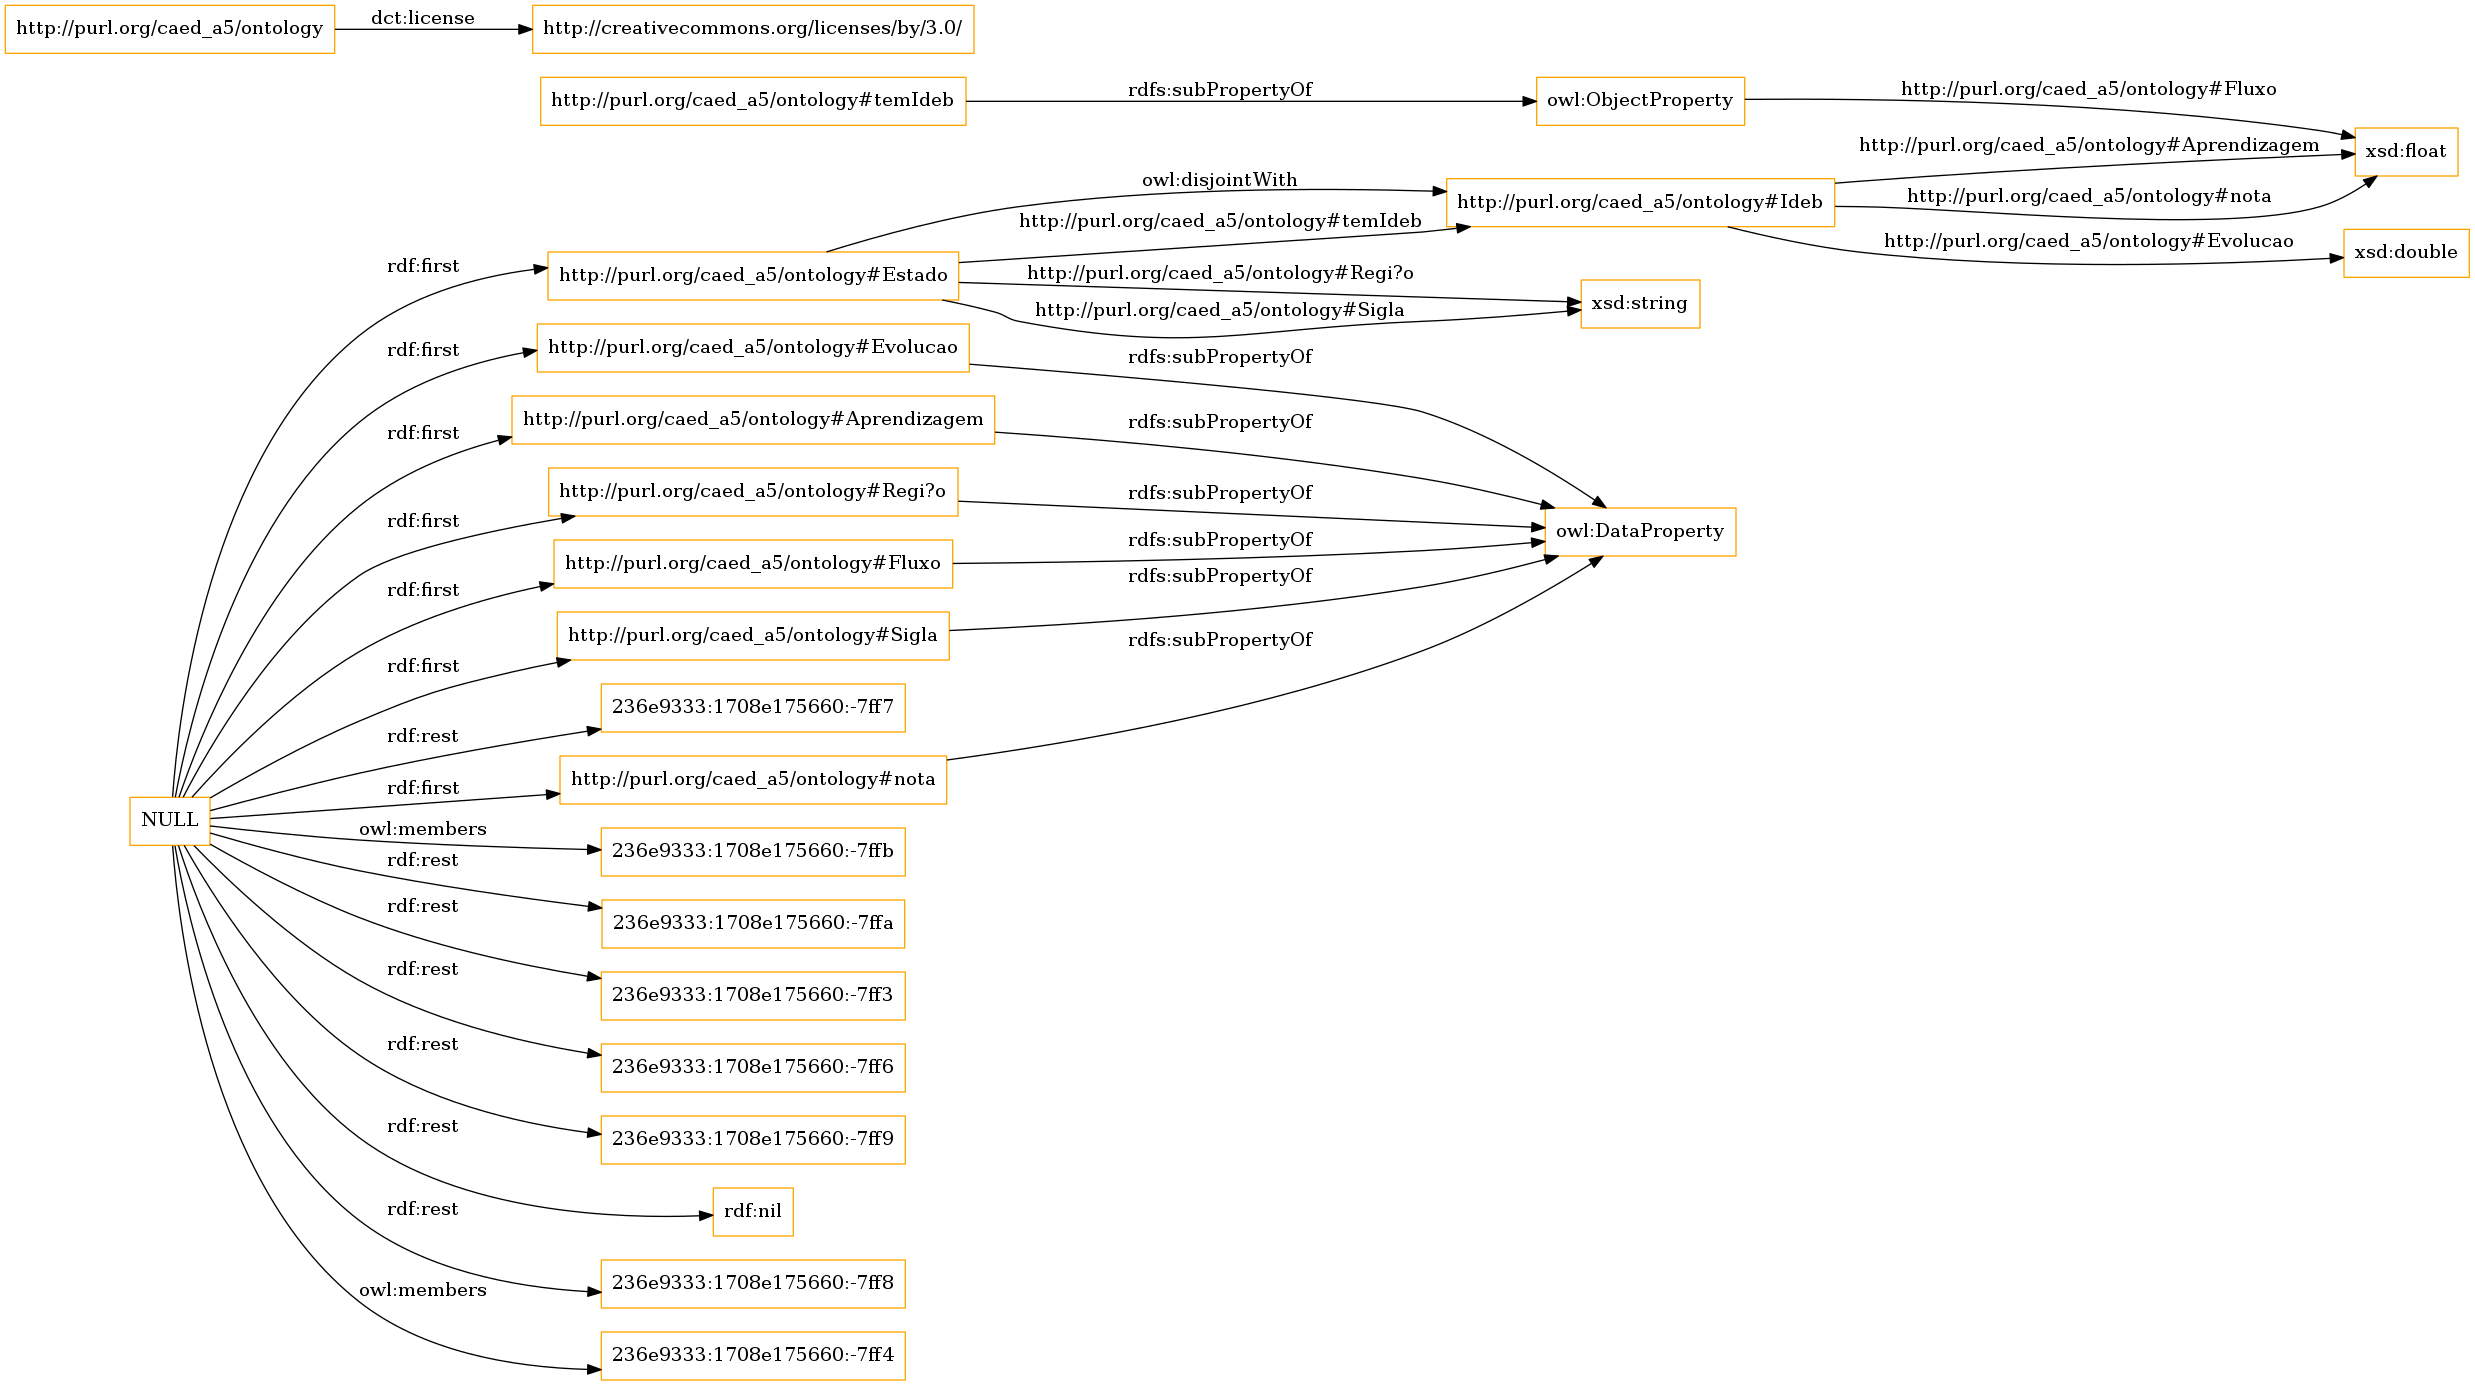 http://purl.org/caed_a5/ontology
dct:license
http://creativecommons.org/licenses/by/3.0/
http://purl.org/caed_a5/ontology#temIdeb
rdfs:subPropertyOf
owl:ObjectProperty
http://purl.org/caed_a5/ontology#Fluxo
xsd:float
http://purl.org/caed_a5/ontology#Aprendizagem
owl:disjointWith
http://purl.org/caed_a5/ontology#Ideb
http://purl.org/caed_a5/ontology#nota
http://purl.org/caed_a5/ontology#temIdeb
http://purl.org/caed_a5/ontology#Evolucao
xsd:double
rdf:first
http://purl.org/caed_a5/ontology#Estado
http://purl.org/caed_a5/ontology#Regi?o
xsd:string
http://purl.org/caed_a5/ontology#Sigla
rdf:first
http://purl.org/caed_a5/ontology#Evolucao
rdfs:subPropertyOf
rdf:first
http://purl.org/caed_a5/ontology#Aprendizagem
rdfs:subPropertyOf
rdf:first
http://purl.org/caed_a5/ontology#Regi?o
rdfs:subPropertyOf
owl:DataProperty
rdf:first
http://purl.org/caed_a5/ontology#Fluxo
rdfs:subPropertyOf
rdf:first
http://purl.org/caed_a5/ontology#Sigla
rdfs:subPropertyOf
rdf:rest
236e9333:1708e175660:-7ff7
rdf:first
http://purl.org/caed_a5/ontology#nota
rdfs:subPropertyOf
NULL
owl:members
236e9333:1708e175660:-7ffb
rdf:rest
236e9333:1708e175660:-7ffa
rdf:rest
236e9333:1708e175660:-7ff3
rdf:rest
236e9333:1708e175660:-7ff6
rdf:rest
236e9333:1708e175660:-7ff9
rdf:rest
rdf:nil
rdf:rest
236e9333:1708e175660:-7ff8
owl:members
236e9333:1708e175660:-7ff4